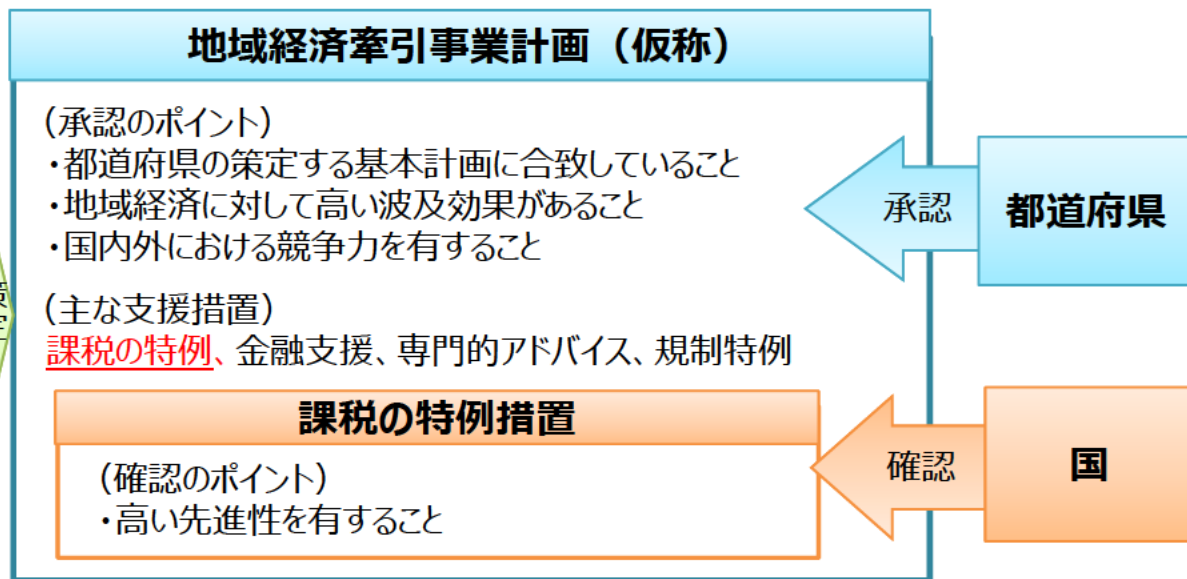 地域経済牽引事業計画（仮称）
（承認のポイント）
・都道府県の策定する基本計画に合致していること
・地域経済に対して高い波及効果があること
・国内外における競争力を有すること
承認
都道府県
（主な支援措置）
課税の特例、金融支援、専門的アドバイス、規制特例
課税の特例措置
（確認のポイント）
・高い先進性を有すること
確認
国